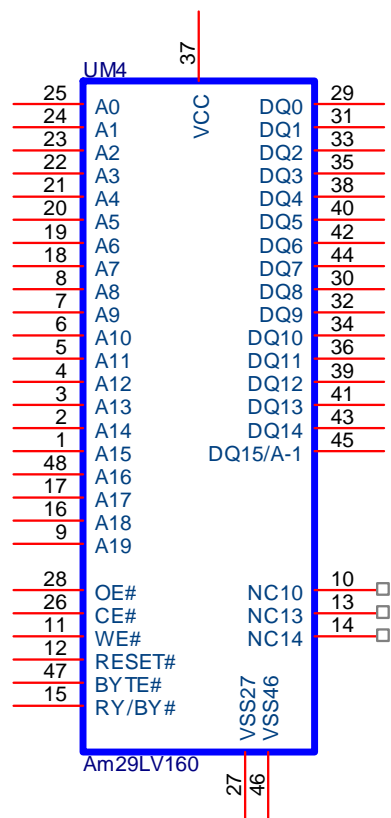 37
UM4
VCC
25 A0 DQ0 29
24 A1 DQ1 31
23 A2 DQ2 33
22 A3 DQ3 35
21 A4 DQ4 38
20 A5 DQ5 40
19 A6 DQ6 42
18 A7 DQ7 44
8 A8 DQ8 30
7 A9 DQ9 32
6 A10 DQ10 34
5 A11 DQ11 36
4 A12 DQ12 39
3 A13 DQ13 41
2 A14 DQ14 43
1 A15 DQ15/A-1 45
48 A16
17 A17
16 A18
9 A19
28 OE# NC10 10
26 CE# NC13 13
11 WE# NC14 14
12 RESET#
47 BYTE#
15 RY/BY#
VSS27
VSS46
Am29LV160
27
46